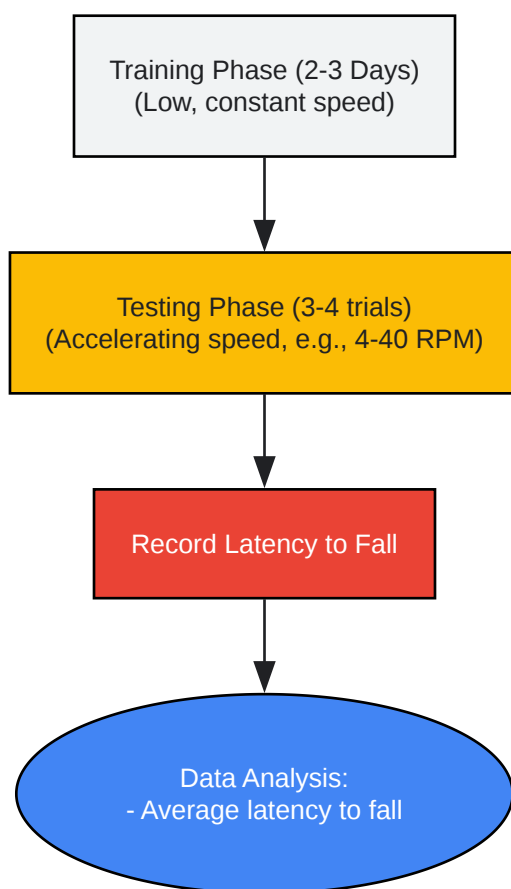 Training Phase (2-3 Days)
(Low, constant speed)
Testing Phase (3-4 trials)
(Accelerating speed, e.g., 4-40 RPM)
Record Latency to Fall
Data Analysis:
- Average latency to fall